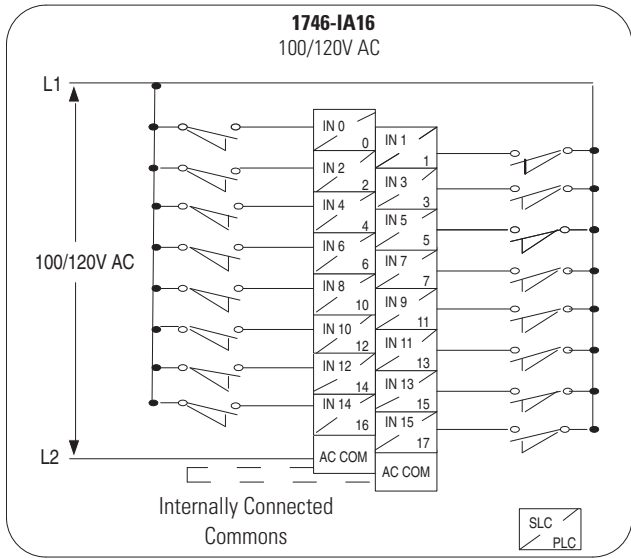 1746-IA16
100/120V AC
L1
IN 0
0
IN 1
1
IN 2
2
IN 3
3
IN 4
4
IN 5
5
100/120V AC
IN 6
6
IN 7
7
IN 8
10
IN 9
11
IN 10
12
IN 11
13
IN 12
14
IN 13
15
IN 14
16
IN 15
17
L2
AC COM
AC COM
Internally Connected
Commons
SLC
PLC